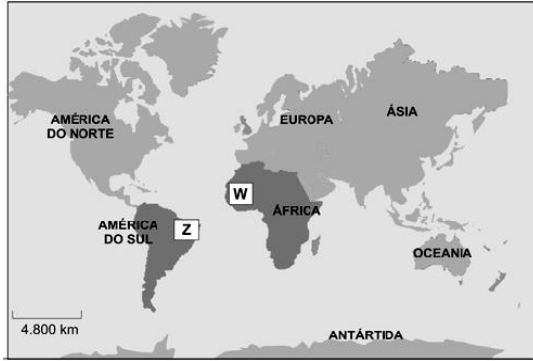 AMÉRICA
DO NORTE
EUROPA
ÁSIA
W
ÁFRICA
AMÉRICA
DO SUL
Z
OCEANIA
4.800 km
ANTÁRTIDA